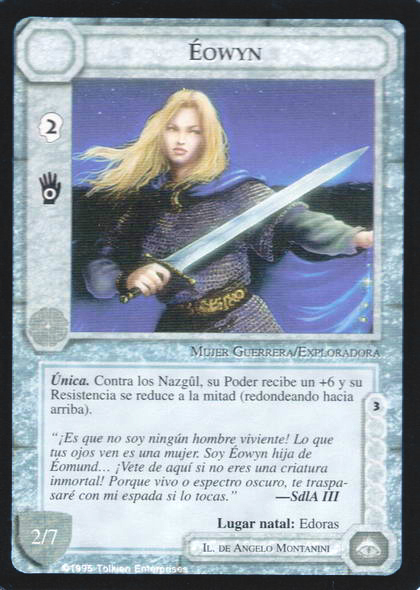 Éowyn
2
0
Mujer Guerrera/Exploradora
Única. Contra los Nazgûl, su Poder recibe un +6 y su
Resistencia se reduce a la mitad (redondeando hacia
arriba).
3
“¡Es que no soy ningún hombre viviente! Lo que
tus ojos ven es una mujer. Soy Éowyn hija de
Éomund... ¡Vete de aquí si no eres una criatura
inmortal! Porque vivo o espectro oscuro, te traspa-
saré con mi espada si lo tocas.” —SdlA III
Lugar natal: Edoras
2/7
Il. de Angelo Montanini
©1995 Tolkien Enterprises